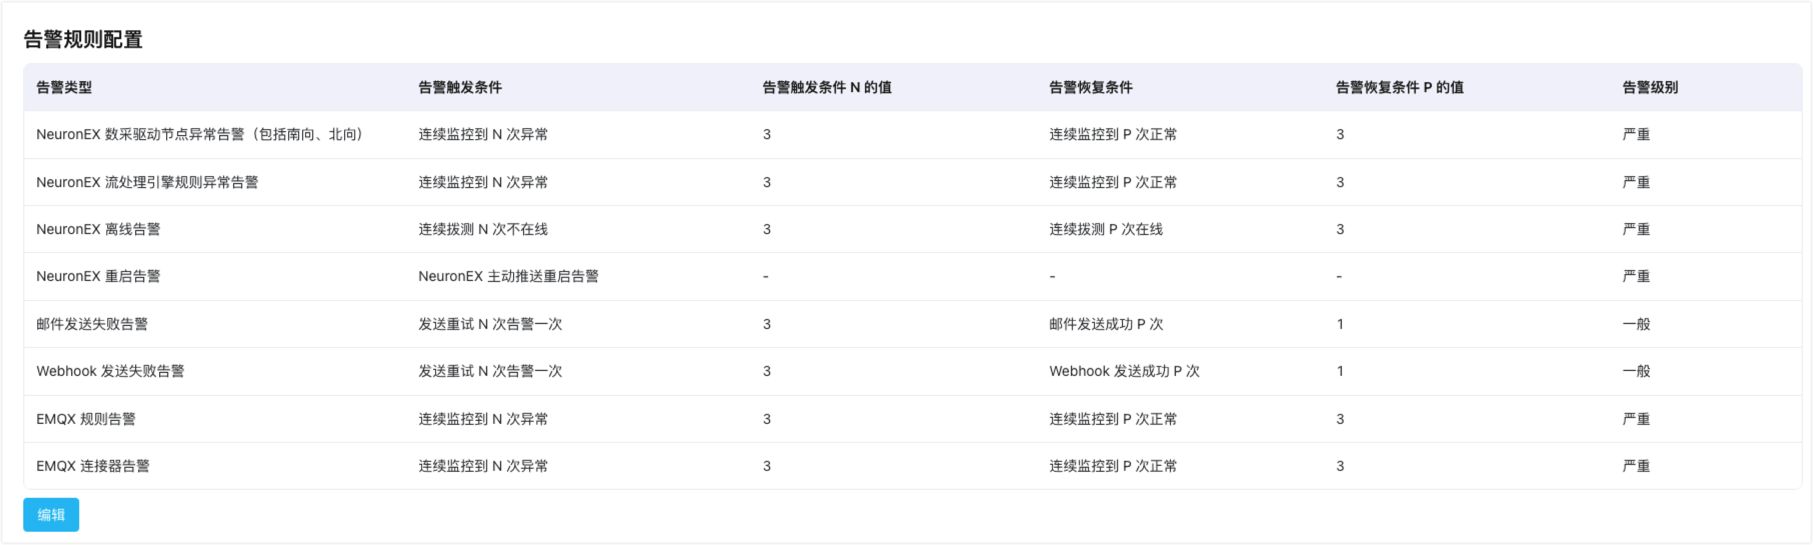 告警规则配置
告警类型 告警触发条件 告警触发条件 N 的值 告警恢复条件 告警恢复条件 P 的值 告警级别
NeuronEX 数采驱动节点异常告警（包括南向、北向） 连续监控到 N 次异常 3 连续监控到 P 次正常 3 严重
NeuronEX 流处理引擎规则异常告警 连续监控到 N 次异常 3 连续监控到 P 次正常 3 严重
NeuronEX 离线告警 连续拨测 N 次不在线 3 连续拨测 P 次在线 3 严重
NeuronEX 重启告警 NeuronEX 主动推送重启告警 - - - 严重
邮件发送失败告警 发送重试 N 次告警一次 3 邮件发送成功 P 次 1 一般
Webhook 发送失败告警 发送重试 N 次告警一次 3 Webhook 发送成功 P 次 1 一般
EMQX 规则告警 连续监控到 N 次异常 3 连续监控到 P 次正常 3 严重
EMQX 连接器告警 连续监控到 N 次异常 3 连续监控到 P 次正常 3 严重
编辑